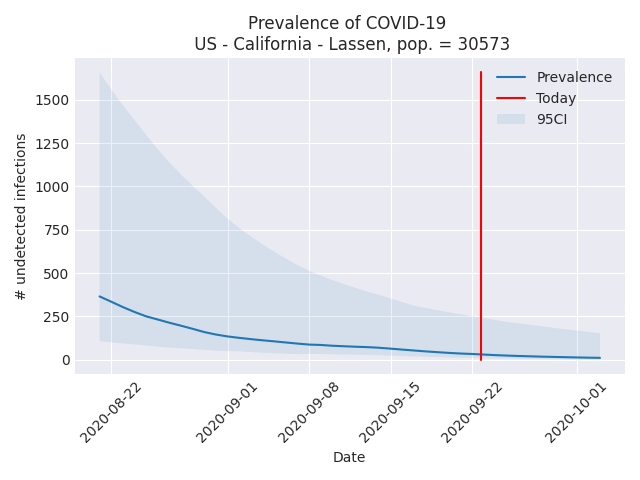 Prevalence of COVID-19
US - California - Lassen, pop. = 30573
Prevalence
Today
95CI
# undetected infections
1500
1250
1000
750
500
250
0
2020-08-22
2020-09-01
2020-09-08
2020-09-15
2020-09-22
2020-10-01
Date